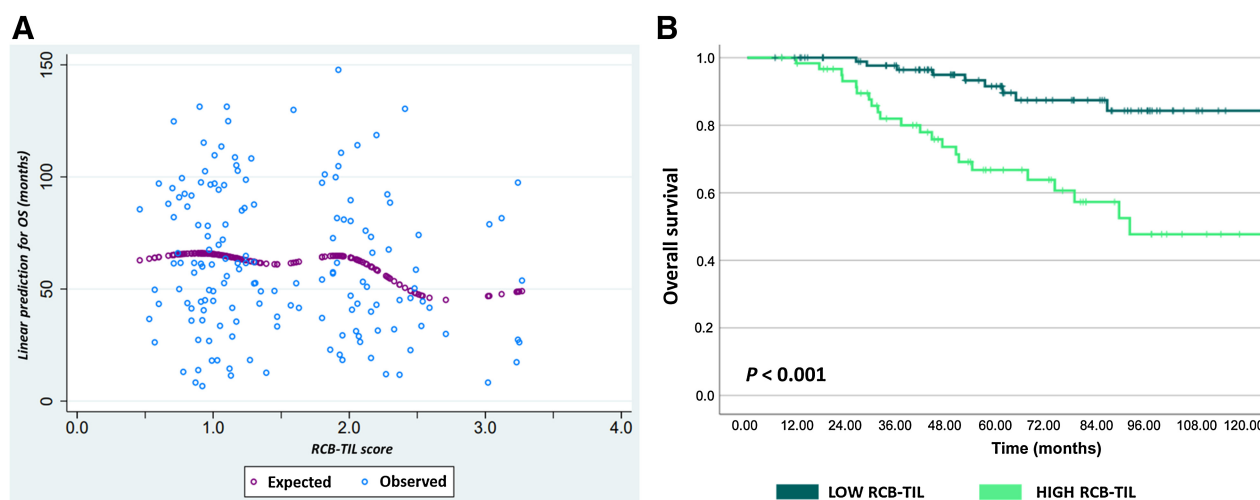 A
Linear prediction for OS (months)
150
100
50
0
0.0 1.0 2.0 3.0 4.0
RCB-TIL score
Expected Observed
B
Overall survival
1.0
0.8
0.6
0.4
0.2
0.0
P < 0.001
0.00 12.00 24.00 36.00 48.00 60.00 72.00 84.00 96.00 108.00 120.00
Time (months)
LOW RCB-TIL HIGH RCB-TIL